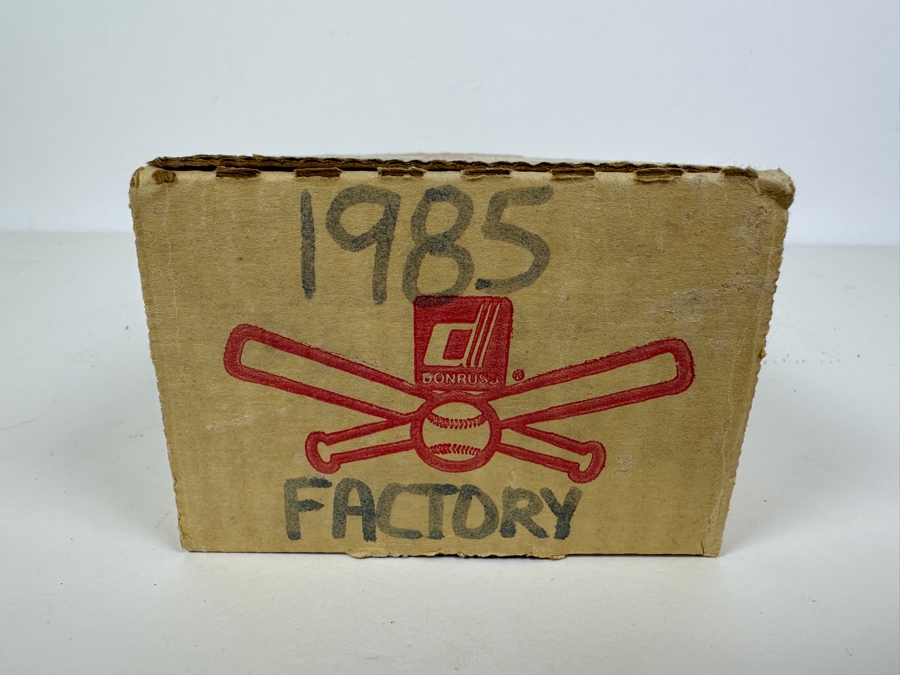 1985
d
DONRUSS ®
FACTORY